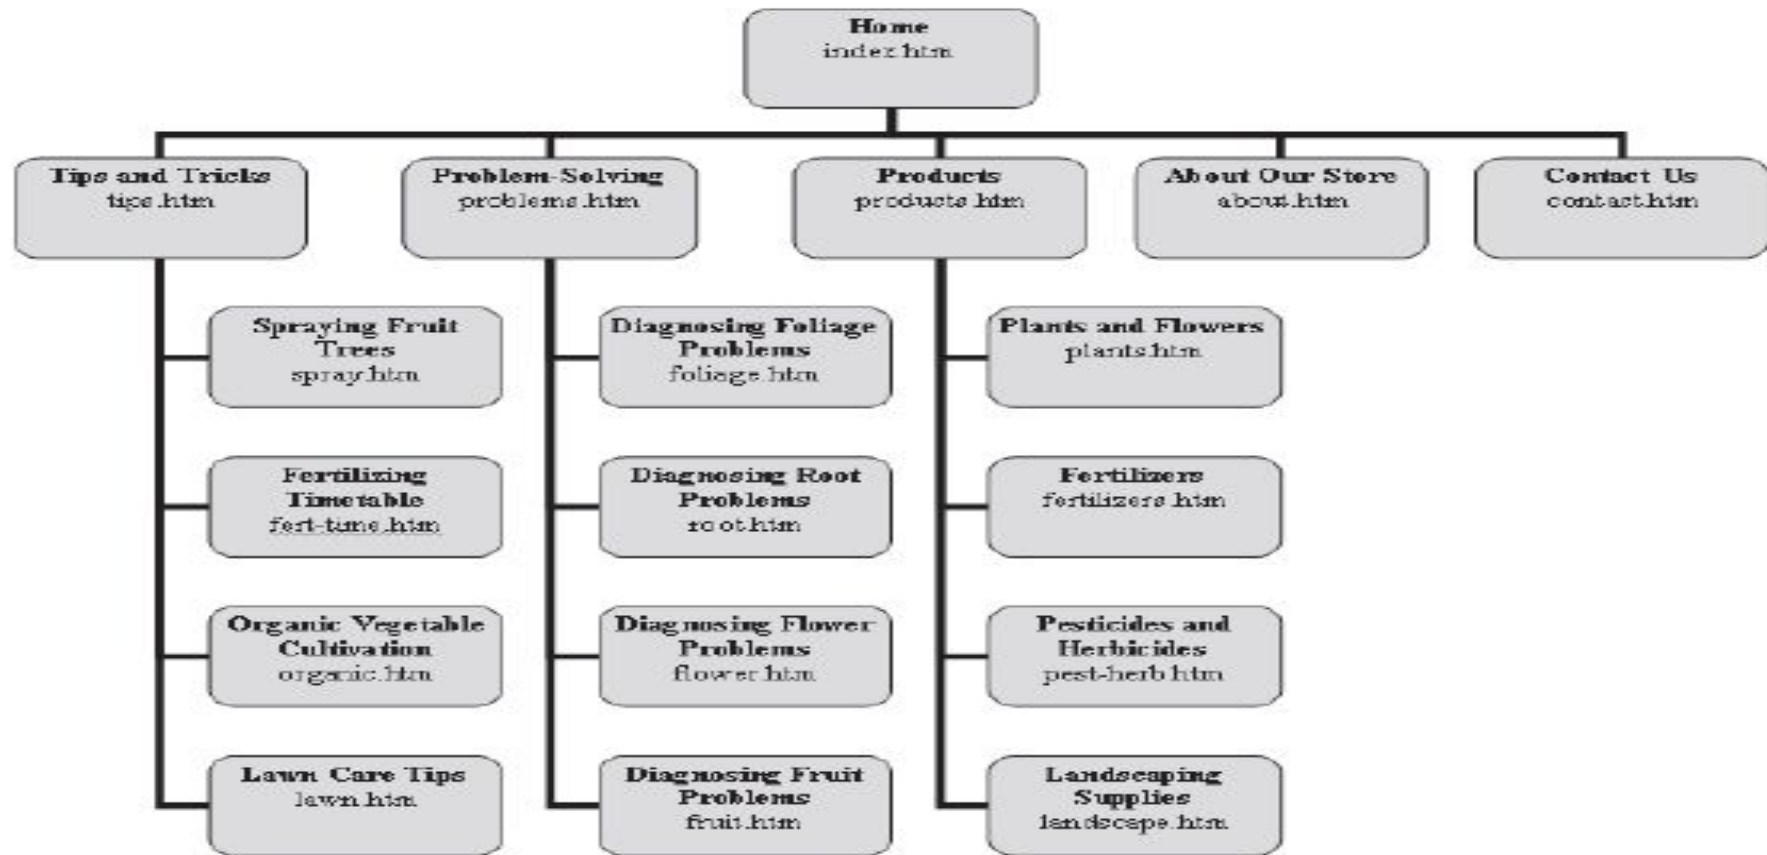 Home
index.htm
Tips and Tricks
tips.htm
Problem-Solving
problems.htm
Products
products.htm
About Our Store
about.htm
Contact Us
contact.htm
Spraying Fruit
Trees
spray.htm
Fertilizing
Timetable
fert-time.htm
Organic Vegetable
Cultivation
organic.htm
Lawn Care Tips
lawn.htm
Diagnosing Foliage
Problems
foliage.htm
Diagnosing Root
Problems
root.htm
Diagnosing Flower
Problems
flower.htm
Diagnosing Fruit
Problems
fruit.htm
Plants and Flowers
plants.htm
Fertilizers
fertilizers.htm
Pesticides and
Herbicides
pest-herb.htm
Landscaping
Supplies
landscape.htm